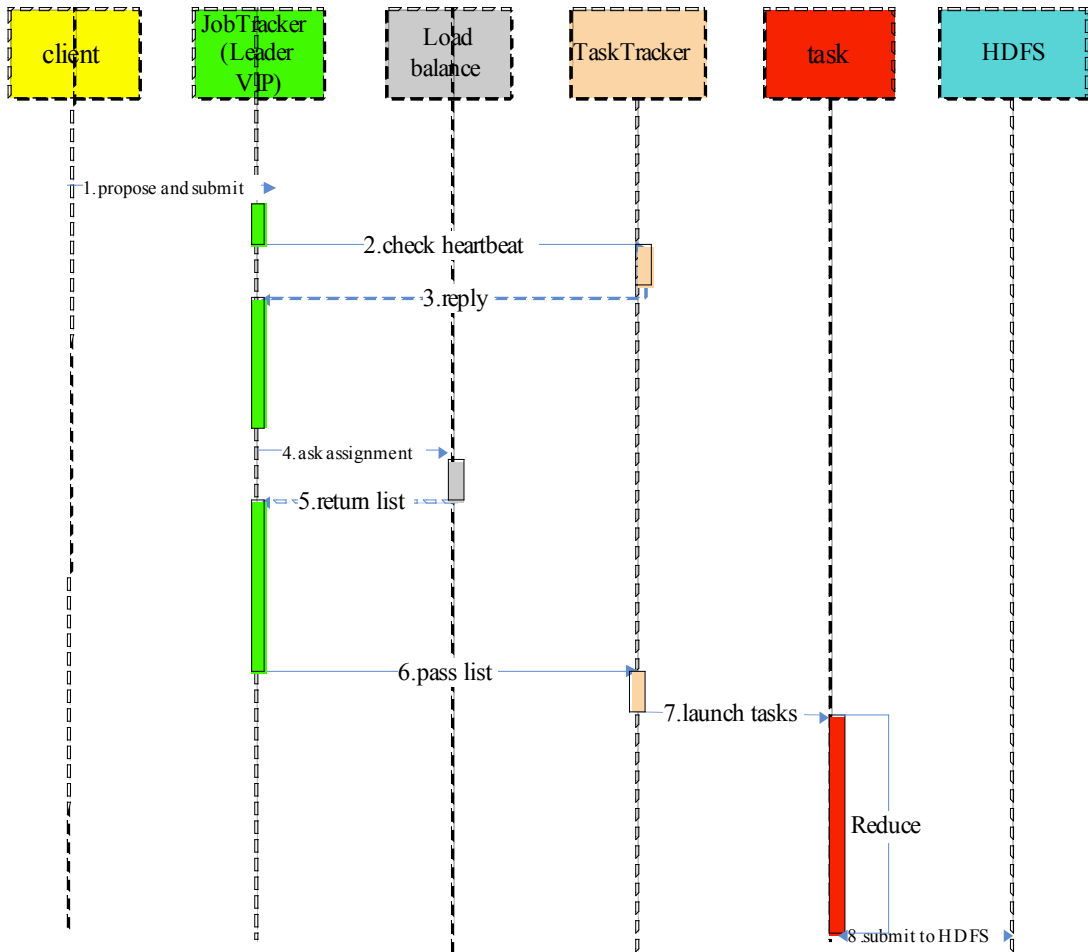 client
JobTracker
(Leader
VIP)
Load
balance
TaskTracker
task
HDFS
1.propose and submit
2.check heartbeat
3.reply
4.ask assignment
5.return list
6.pass list
7.launch tasks
Reduce
8.submit to HDFS